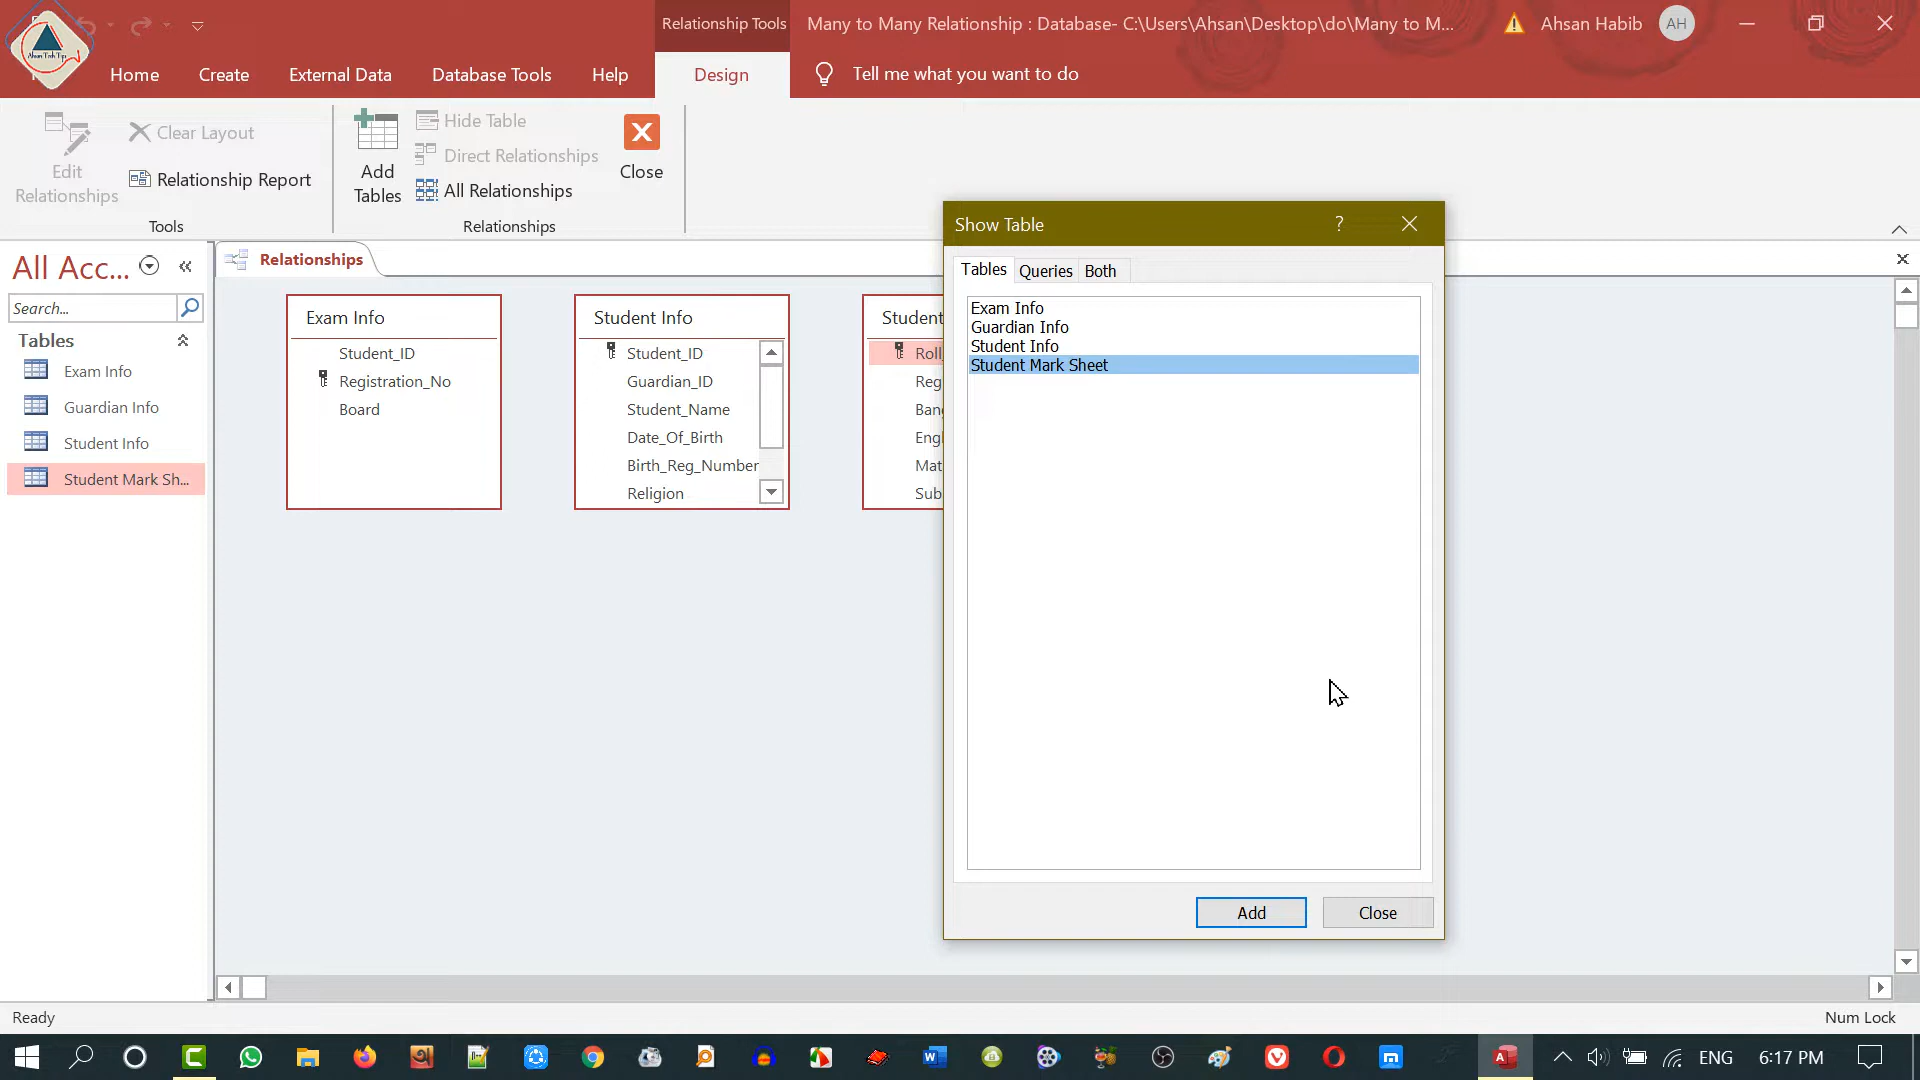 Relationship Tools
Many to Many Relationship : Database- C:\Users\Ahsan\Desktop\do\Many to M...
Ahsan Habib
AH
Home
Create
External Data
Database Tools
Help
Design
Tell me what you want to do
Edit
Relationships
Clear Layout
Relationship Report
Tools
Add
Tables
Hide Table
Direct Relationships
All Relationships
Close
Relationships
All Acc...
Search...
Tables
Exam Info
Guardian Info
Student Info
Student Mark Sh...
Relationships
Exam Info
Student_ID
Registration_No
Board
Student Info
Student_ID
Guardian_ID
Student_Name
Date_Of_Birth
Birth_Reg_Number
Religion
Student
Roll
Reg
Ban
Engl
Mat
Sub
Show Table
?
Tables
Queries
Both
Exam Info
Guardian Info
Student Info
Student Mark Sheet
Add
Close
Ready
Num Lock
ENG
6:17 PM